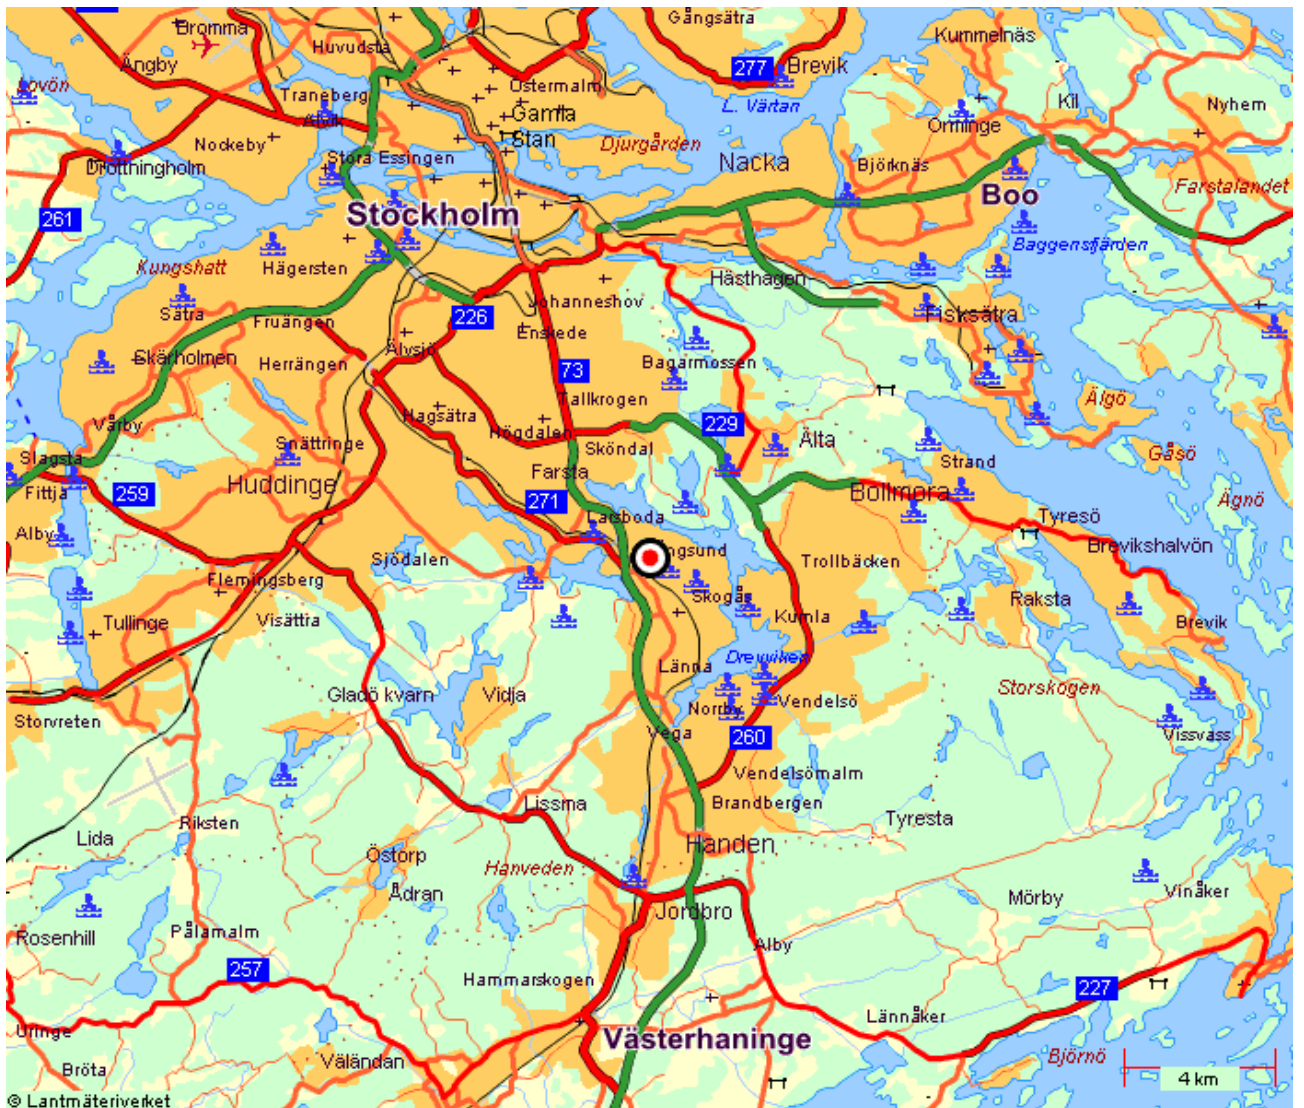 Gångsätra
Bromma
Huvudsta
Kummelnäs
Ängby
277
Brevik
Lovön
Östermalm
L. Värtan
Kil
Nyhem
Traneberg
Gamla
Stan
Alvik
Orminge
Nockeby
Djurgården
Nacka
Drottningholm
Stora Essingen
Björknäs
Boo
Farstalandet
261
Stockholm
Baggensfjärden
Kungshatt
Hägersten
Hästhagen
Johanneshov
Sätra
Fruängen
226
Enskede
Fisksätra
Skärholmen
Herrängen
Älvsjö
Bagarmossen
73
Tallkrogen
Älgö
Vårby
Hagsätra
229
Snättringe
Högdalen
Sköndal
Älta
Gåsö
Slagsta
Farsta
Strand
Fittja
259
Huddinge
271
Bollmora
Ägnö
Alby
Larsboda
Tyresö
Sjödalen
ngsund
Trollbäcken
Brevikshalvön
Flemingsberg
Skogås
Raksta
Tullinge
Visättra
Kumla
Brevik
Länna
Drevviken
Storskogen
Storvreten
Gladö kvarn
Vidja
Norrby
Vendelsö
Vega
260
Vissvass
Vendelsömalm
Lissma
Brandbergen
Riksten
Tyresta
Lida
Handen
Östorp
Hanveden
Ådran
Vinåker
Mörby
Jordbro
Pålamalm
Rosenhill
Alby
257
Hammarskogen
227
Lännåker
Uringe
Västerhaninge
Väländan
Björnö
Bröta
4 km
© Lantmäteriverket